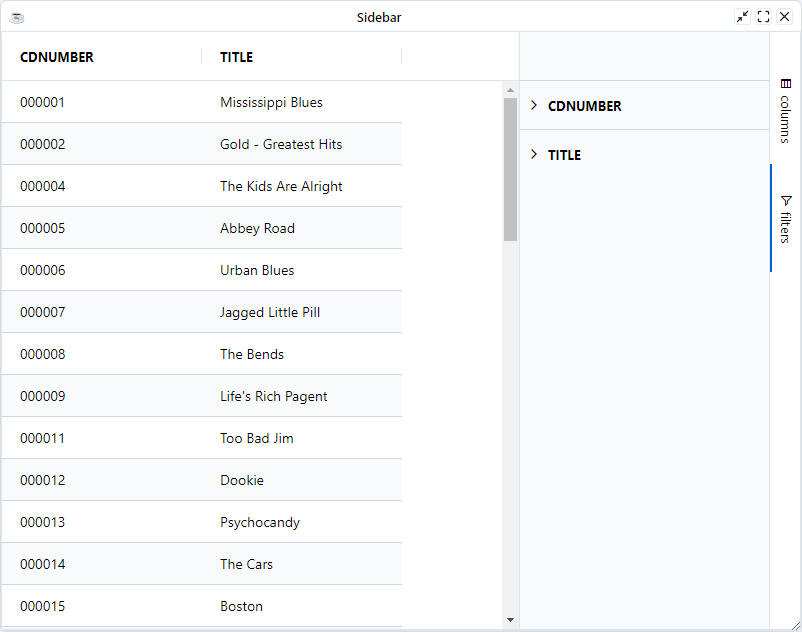 Sidebar
CDNUMBER TITLE
000001 Mississippi Blues
000002 Gold - Greatest Hits
000004 The Kids Are Alright
000005 Abbey Road
000006 Urban Blues
000007 Jagged Little Pill
000008 The Bends
000009 Life's Rich Pagent
000011 Too Bad Jim
000012 Dookie
000013 Psychocandy
000014 The Cars
000015 Boston
CDNUMBER
TITLE
columns
filters